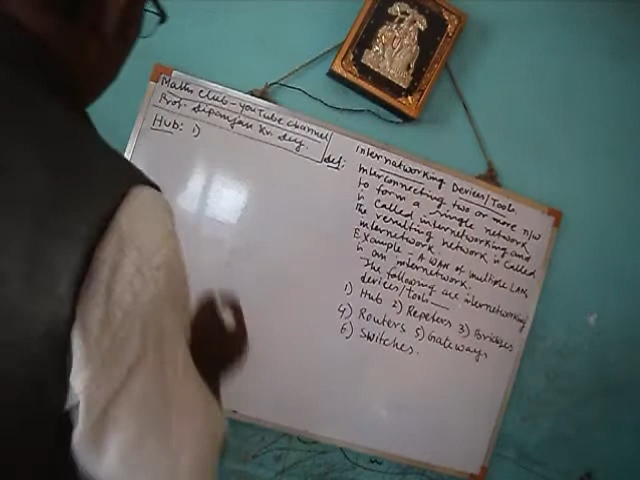 Maths club - YouTube channel
Prof: Dipanjan Kr. Dey.
Hub: 1)
Internetworking Devices/Tools
def: Interconnecting two or more n/w
to form a single network
is called internetworking and
the resulting network is called
internetwork.
Example - A WAN of multiple LANs
is an internetwork.
The following are internetworking
devices/tools -
1) Hub 2) Repeters 3) Bridges
4) Routers 5) Gateways
6) Switches.